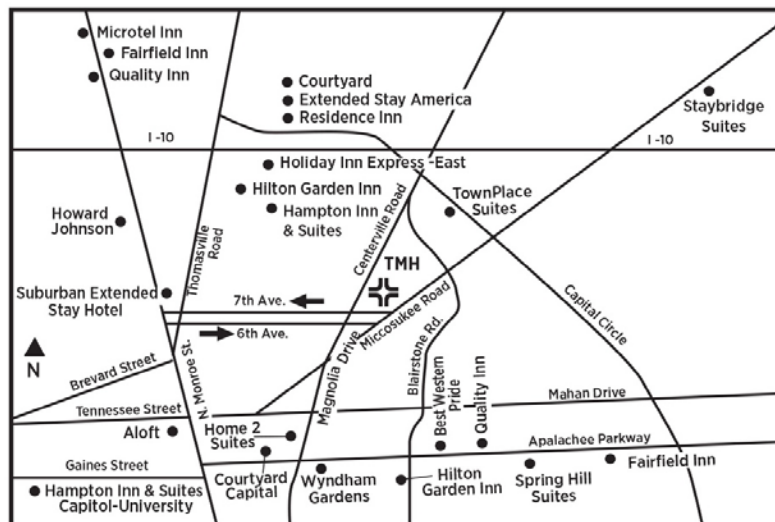 Microtel Inn
Fairfield Inn
Quality Inn
Courtyard
Extended Stay America
Residence Inn
Staybridge
Suites
I -10
I -10
Holiday Inn Express -East
Hilton Garden Inn
Hampton Inn
& Suites
TownPlace
Suites
Howard
Johnson
Thomasville
Road
Centerville Road
TMH
Suburban Extended
Stay Hotel
7th Ave.
6th Ave.
Miccosukee Road
Capital Circle
N
Brevard Street
N. Monroe St.
Magnolia Drive
Blairstone Rd.
Best Western
Pride
Quality Inn
Mahan Drive
Tennessee Street
Aloft
Home 2
Suites
Apalachee Parkway
Gaines Street
Courtyard
Capital
Wyndham
Gardens
Hilton
Garden Inn
Spring Hill
Suites
Fairfield Inn
Hampton Inn & Suites
Capitol-University